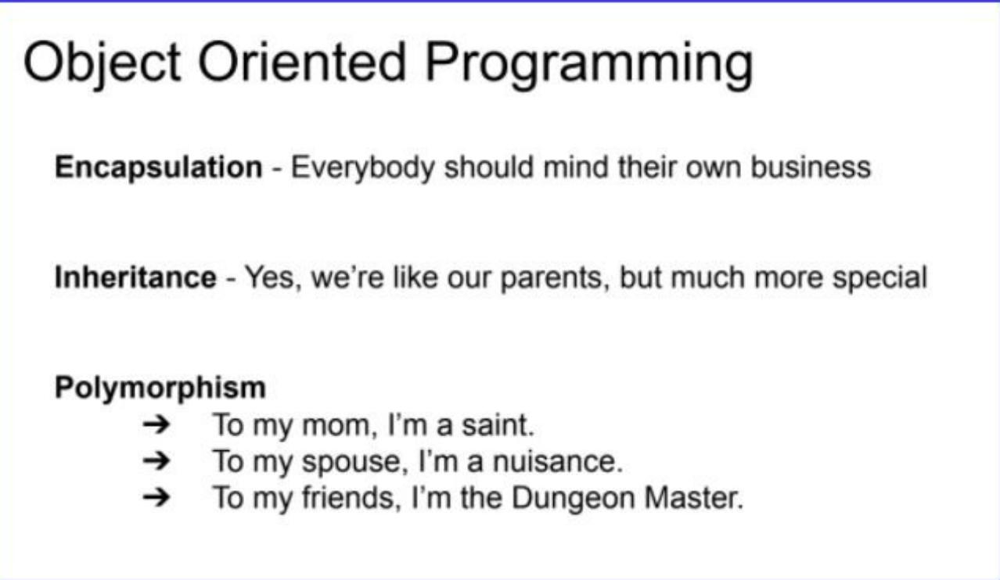 Object Oriented Programming
Encapsulation - Everybody should mind their own business
Inheritance - Yes, we’re like our parents, but much more special
Polymorphism
➔ To my mom, I’m a saint.
➔ To my spouse, I’m a nuisance.
➔ To my friends, I’m the Dungeon Master.